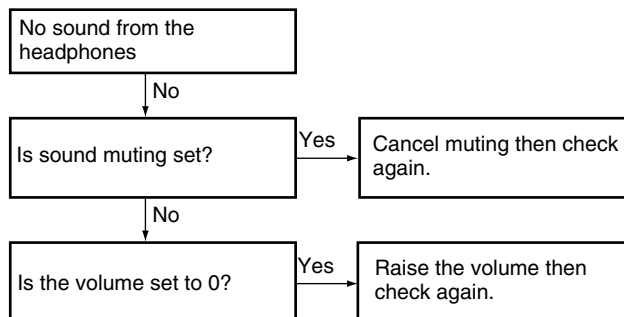 No sound from the
headphones
No
Is sound muting set?
Yes
Cancel muting then check
again.
No
Is the volume set to 0?
Yes
Raise the volume then
check again.